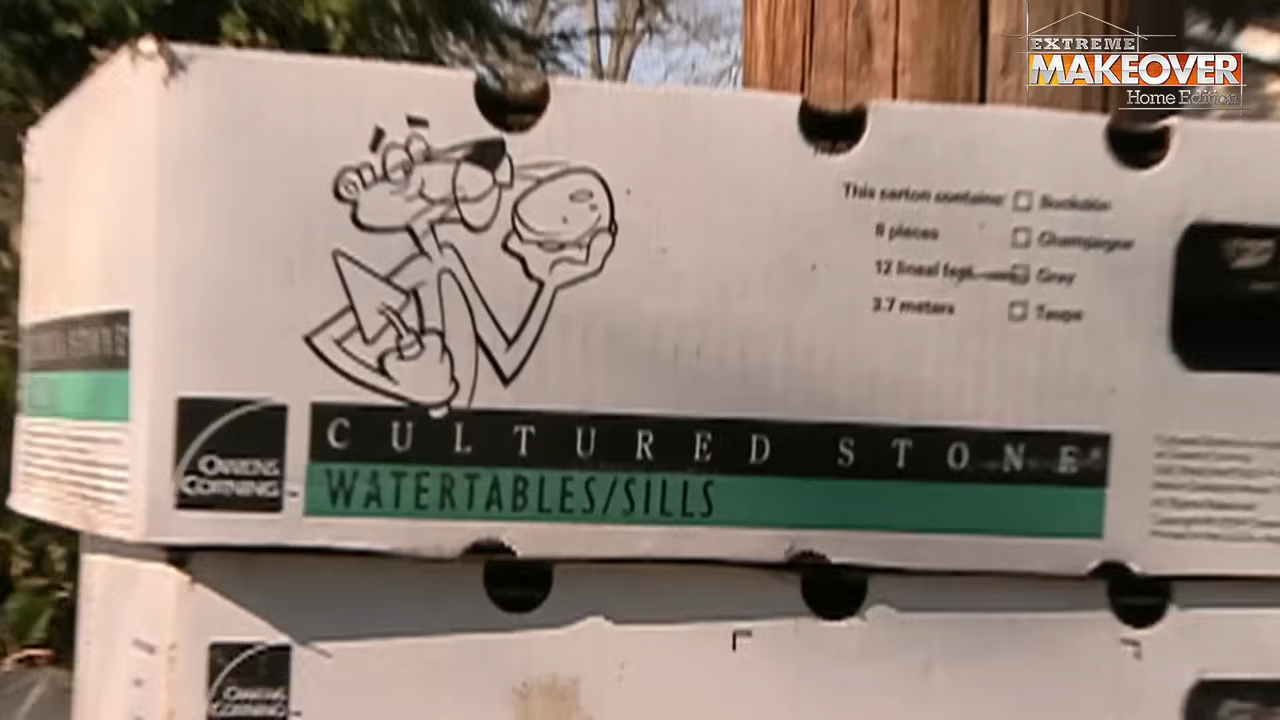 EXTREME
MAKEOVER
Home Edition
This carton contains:
8 pieces
Champagne
12 lineal feet
Gray
3.7 meters
Taupe
CULTURED STONE®
OWENS
CORNING
WATERTABLES/SILLS
OWENS
CORNING